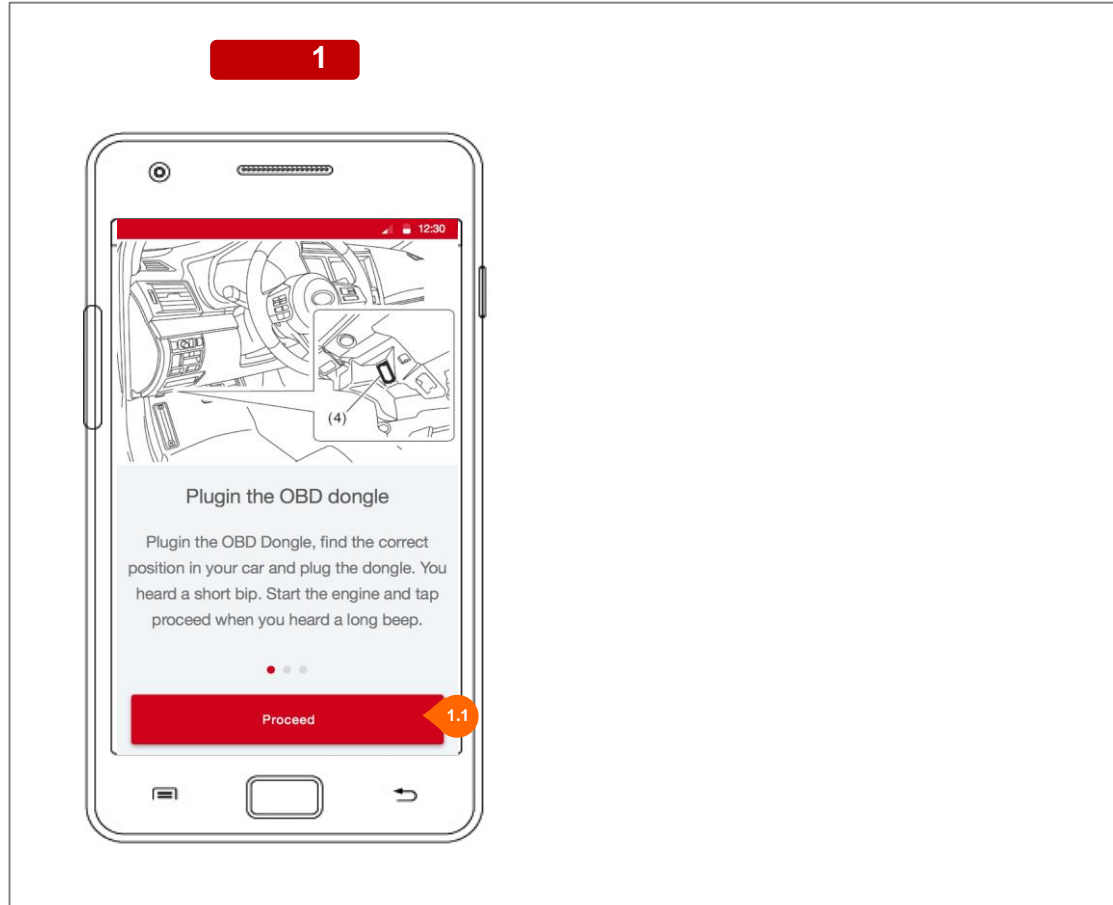 1
12:30
(4)
Plugin the OBD dongle
Plugin the OBD Dongle, find the correct
position in your car and plug the dongle. You
heard a short bip. Start the engine and tap
proceed when you heard a long beep.
Proceed
1.1